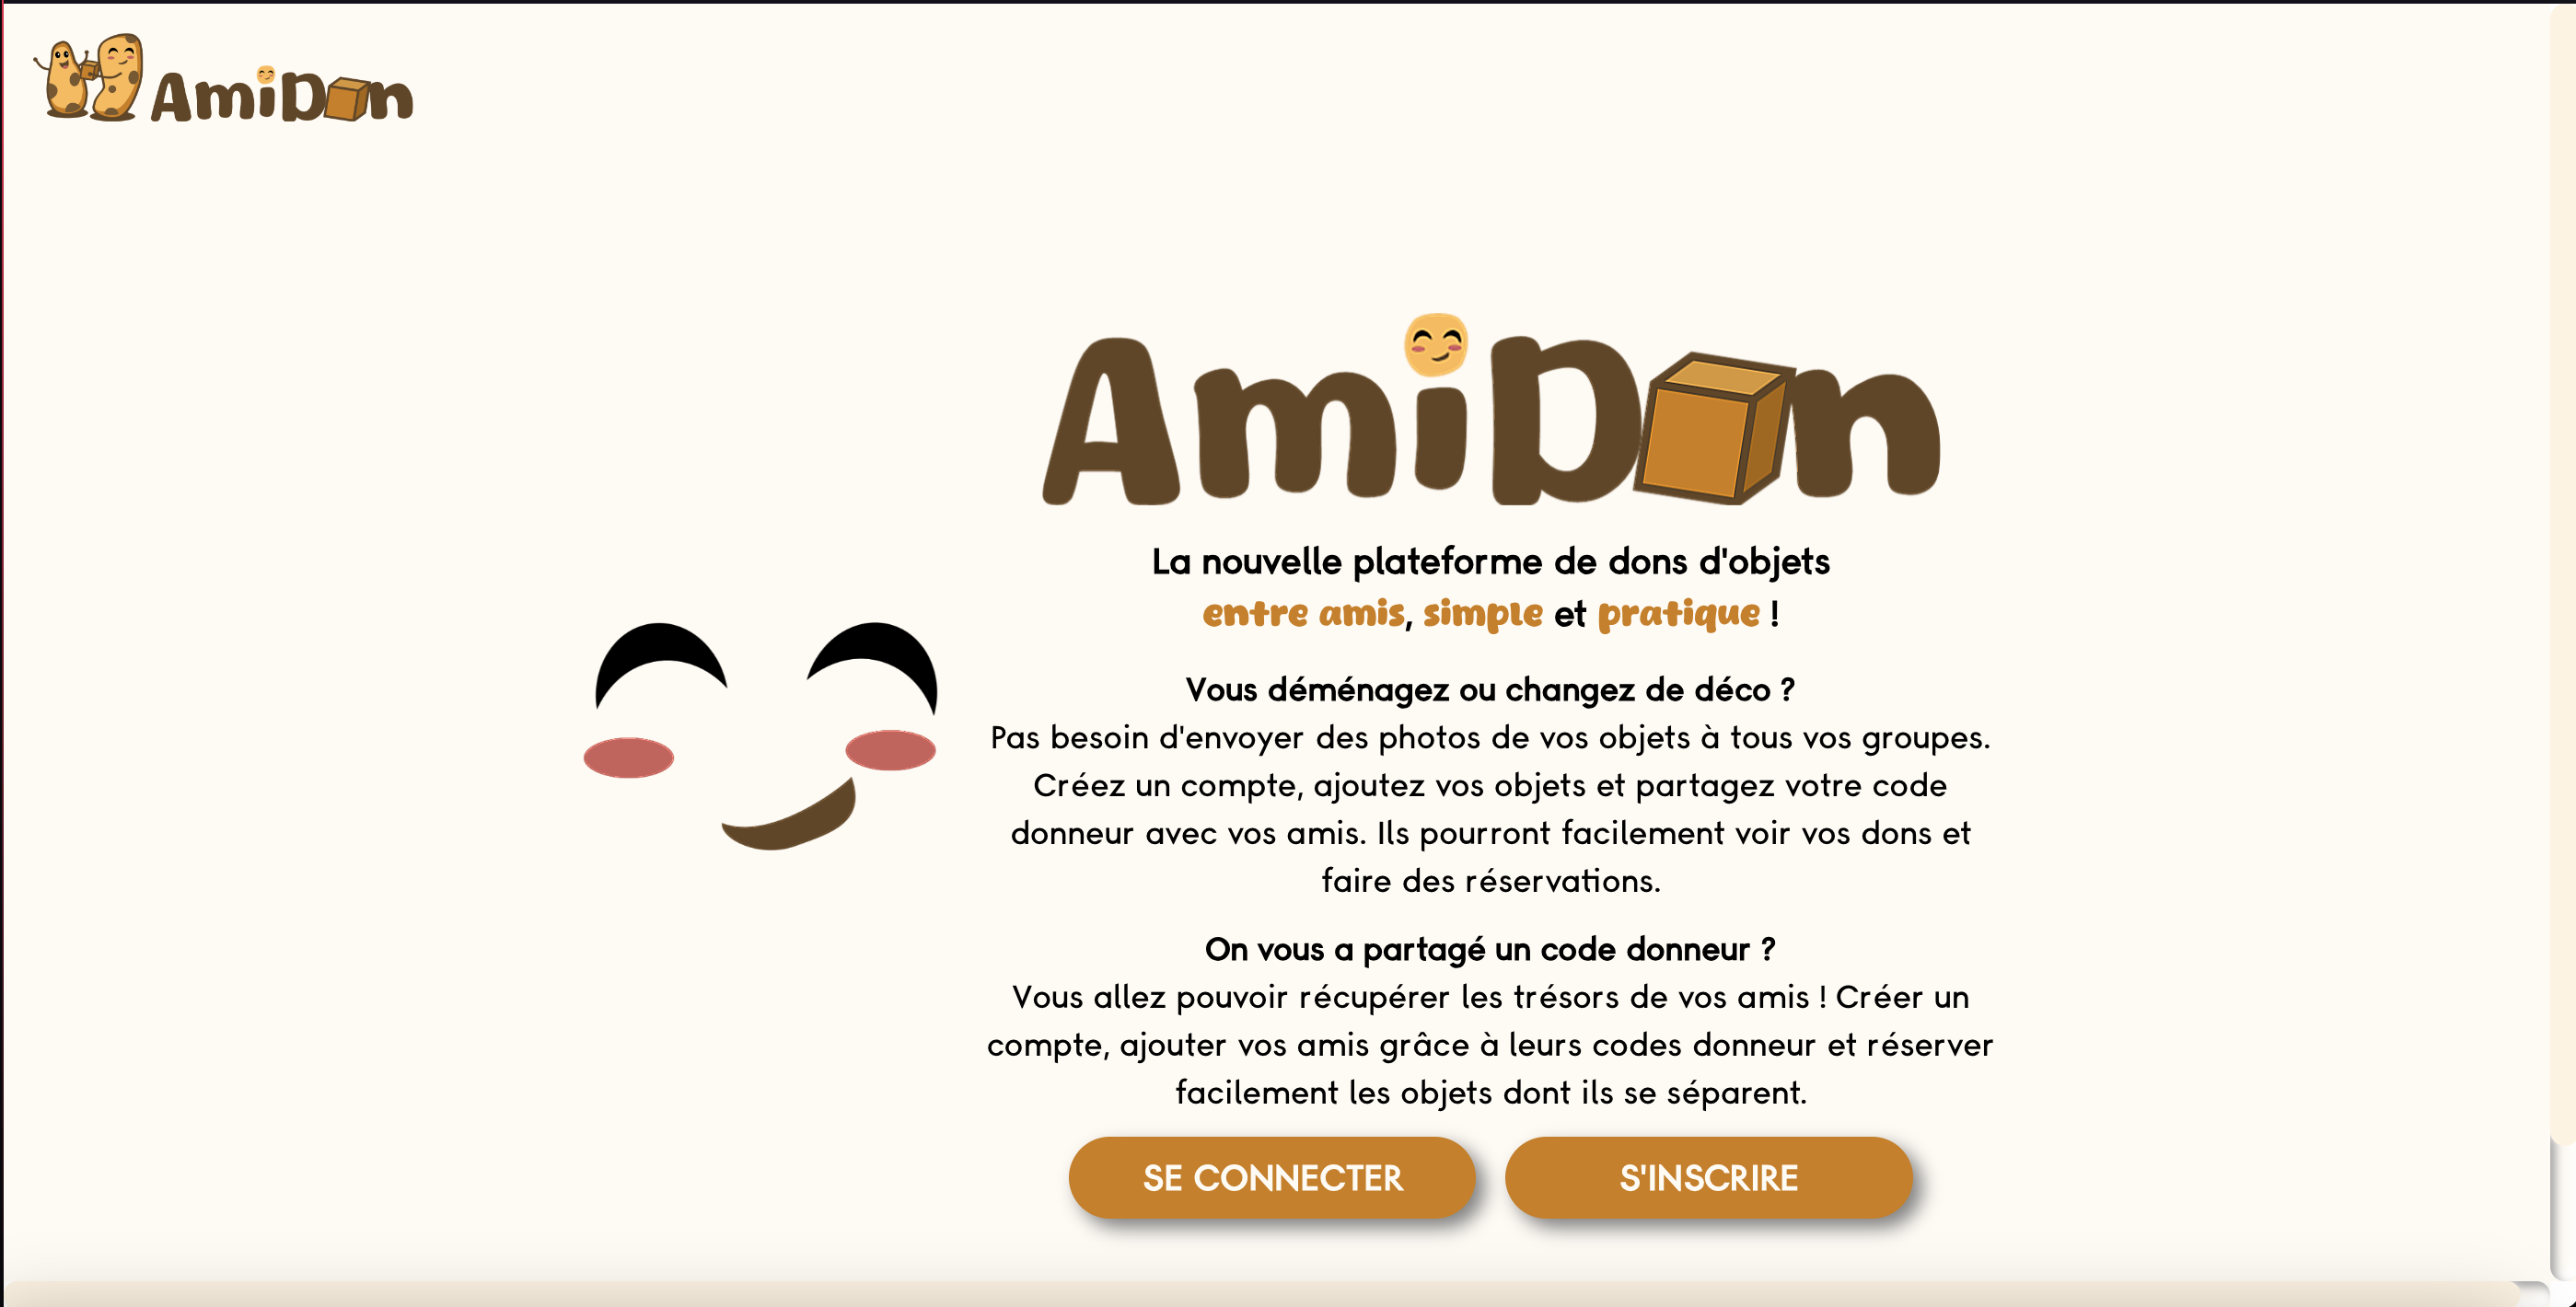 AmiDon
AmiDon
La nouvelle plateforme de dons d'objets
entre amis, simple et pratique !
Vous déménagez ou changez de déco ?
Pas besoin d'envoyer des photos de vos objets à tous vos groupes.
Créez un compte, ajoutez vos objets et partagez votre code
donneur avec vos amis. Ils pourront facilement voir vos dons et
faire des réservations.
On vous a partagé un code donneur ?
Vous allez pouvoir récupérer les trésors de vos amis ! Créer un
compte, ajouter vos amis grâce à leurs codes donneur et réserver
facilement les objets dont ils se séparent.
SE CONNECTER
S'INSCRIRE